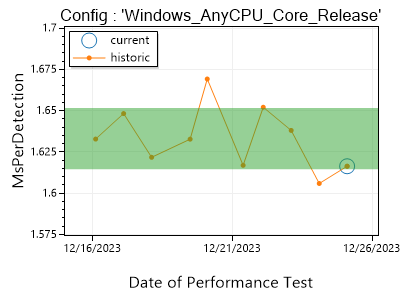 Config : 'Windows_AnyCPU_Core_Release'
1.7
current
historic
1.675
1.65
1.625
1.6
1.575
MsPerDetection
12/16/2023 12/21/2023 12/26/2023
Date of Performance Test